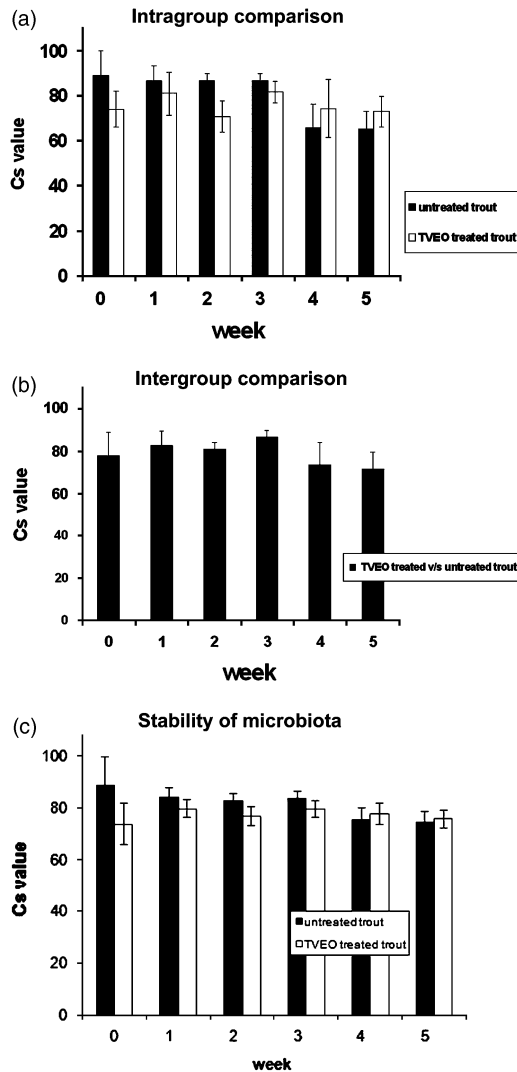 (a)
Intragroup comparison
100
80
60
40
20
0
Cs value
0 1 2 3 4 5
week
untreated trout
TVEO treated trout
(b)
Intergroup comparison
100
80
60
40
20
0
Cs value
0 1 2 3 4 5
week
TVEO treated v/s untreated trout
(c)
Stability of microbiota
100
80
60
40
20
0
Cs value
0 1 2 3 4 5
week
untreated trout
TVEO treated trout